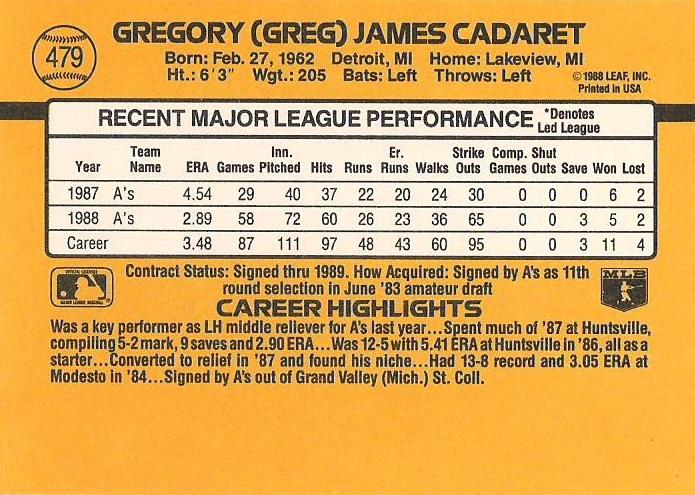 GREGORY (GREG) JAMES CADARET
479
Born: Feb. 27, 1962 Detroit, MI Home: Lakeview, MI
Ht.: 6'3" Wgt.: 205 Bats: Left Throws: Left
© 1988 LEAF, INC.
Printed in USA
RECENT MAJOR LEAGUE PERFORMANCE *Denotes Led League
Year Team Name ERA Games Inn. Pitched Hits Runs Er. Runs Walks Strike Outs Comp. Games Shut Outs Save Won Lost
1987 A's 4.54 29 40 37 22 20 24 30 0 0 0 6 2
1988 A's 2.89 58 72 60 26 23 36 65 0 0 3 5 2
Career 3.48 87 111 97 48 43 60 95 0 0 3 11 4
Contract Status: Signed thru 1989. How Acquired: Signed by A's as 11th
round selection in June '83 amateur draft
MLB
CAREER HIGHLIGHTS
Was a key performer as LH middle reliever for A's last year...Spent much of '87 at Huntsville,
compiling 5-2 mark, 9 saves and 2.90 ERA...Was 12-5 with 5.41 ERA at Huntsville in '86, all as a
starter...Converted to relief in '87 and found his niche...Had 13-8 record and 3.05 ERA at
Modesto in '84...Signed by A's out of Grand Valley (Mich.) St. Coll.